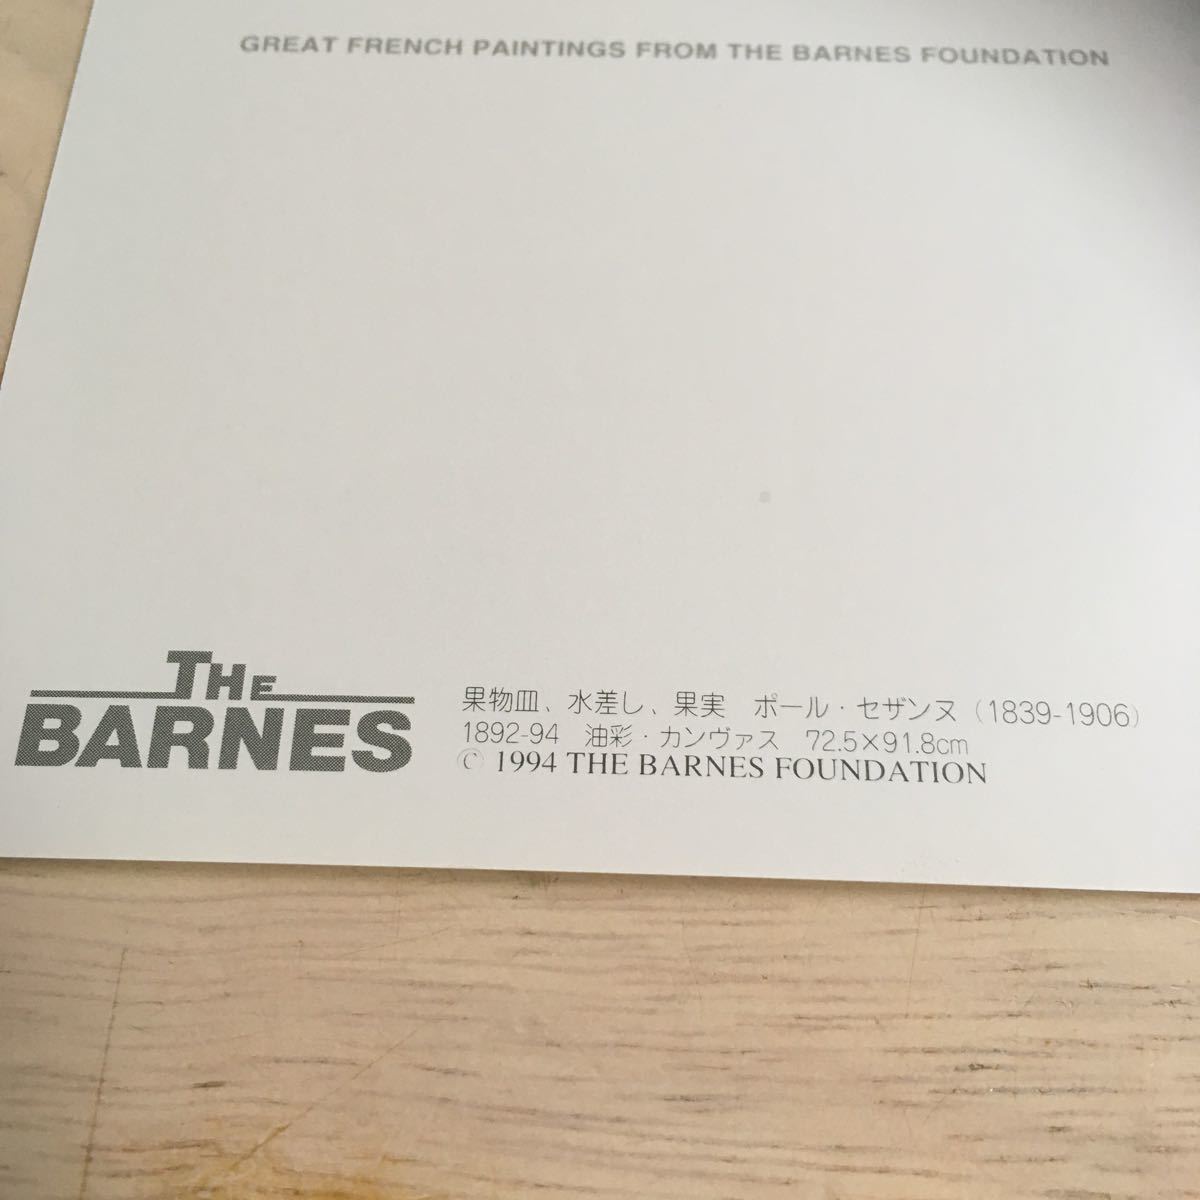 GREAT FRENCH PAINTINGS FROM THE BARNES FOUNDATION
THE
BARNES
果物皿、水差し、果実　ポール・セザンヌ（1839-1906）
1892-94　油彩・カンヴァス　72.5×91.8cm
© 1994 THE BARNES FOUNDATION